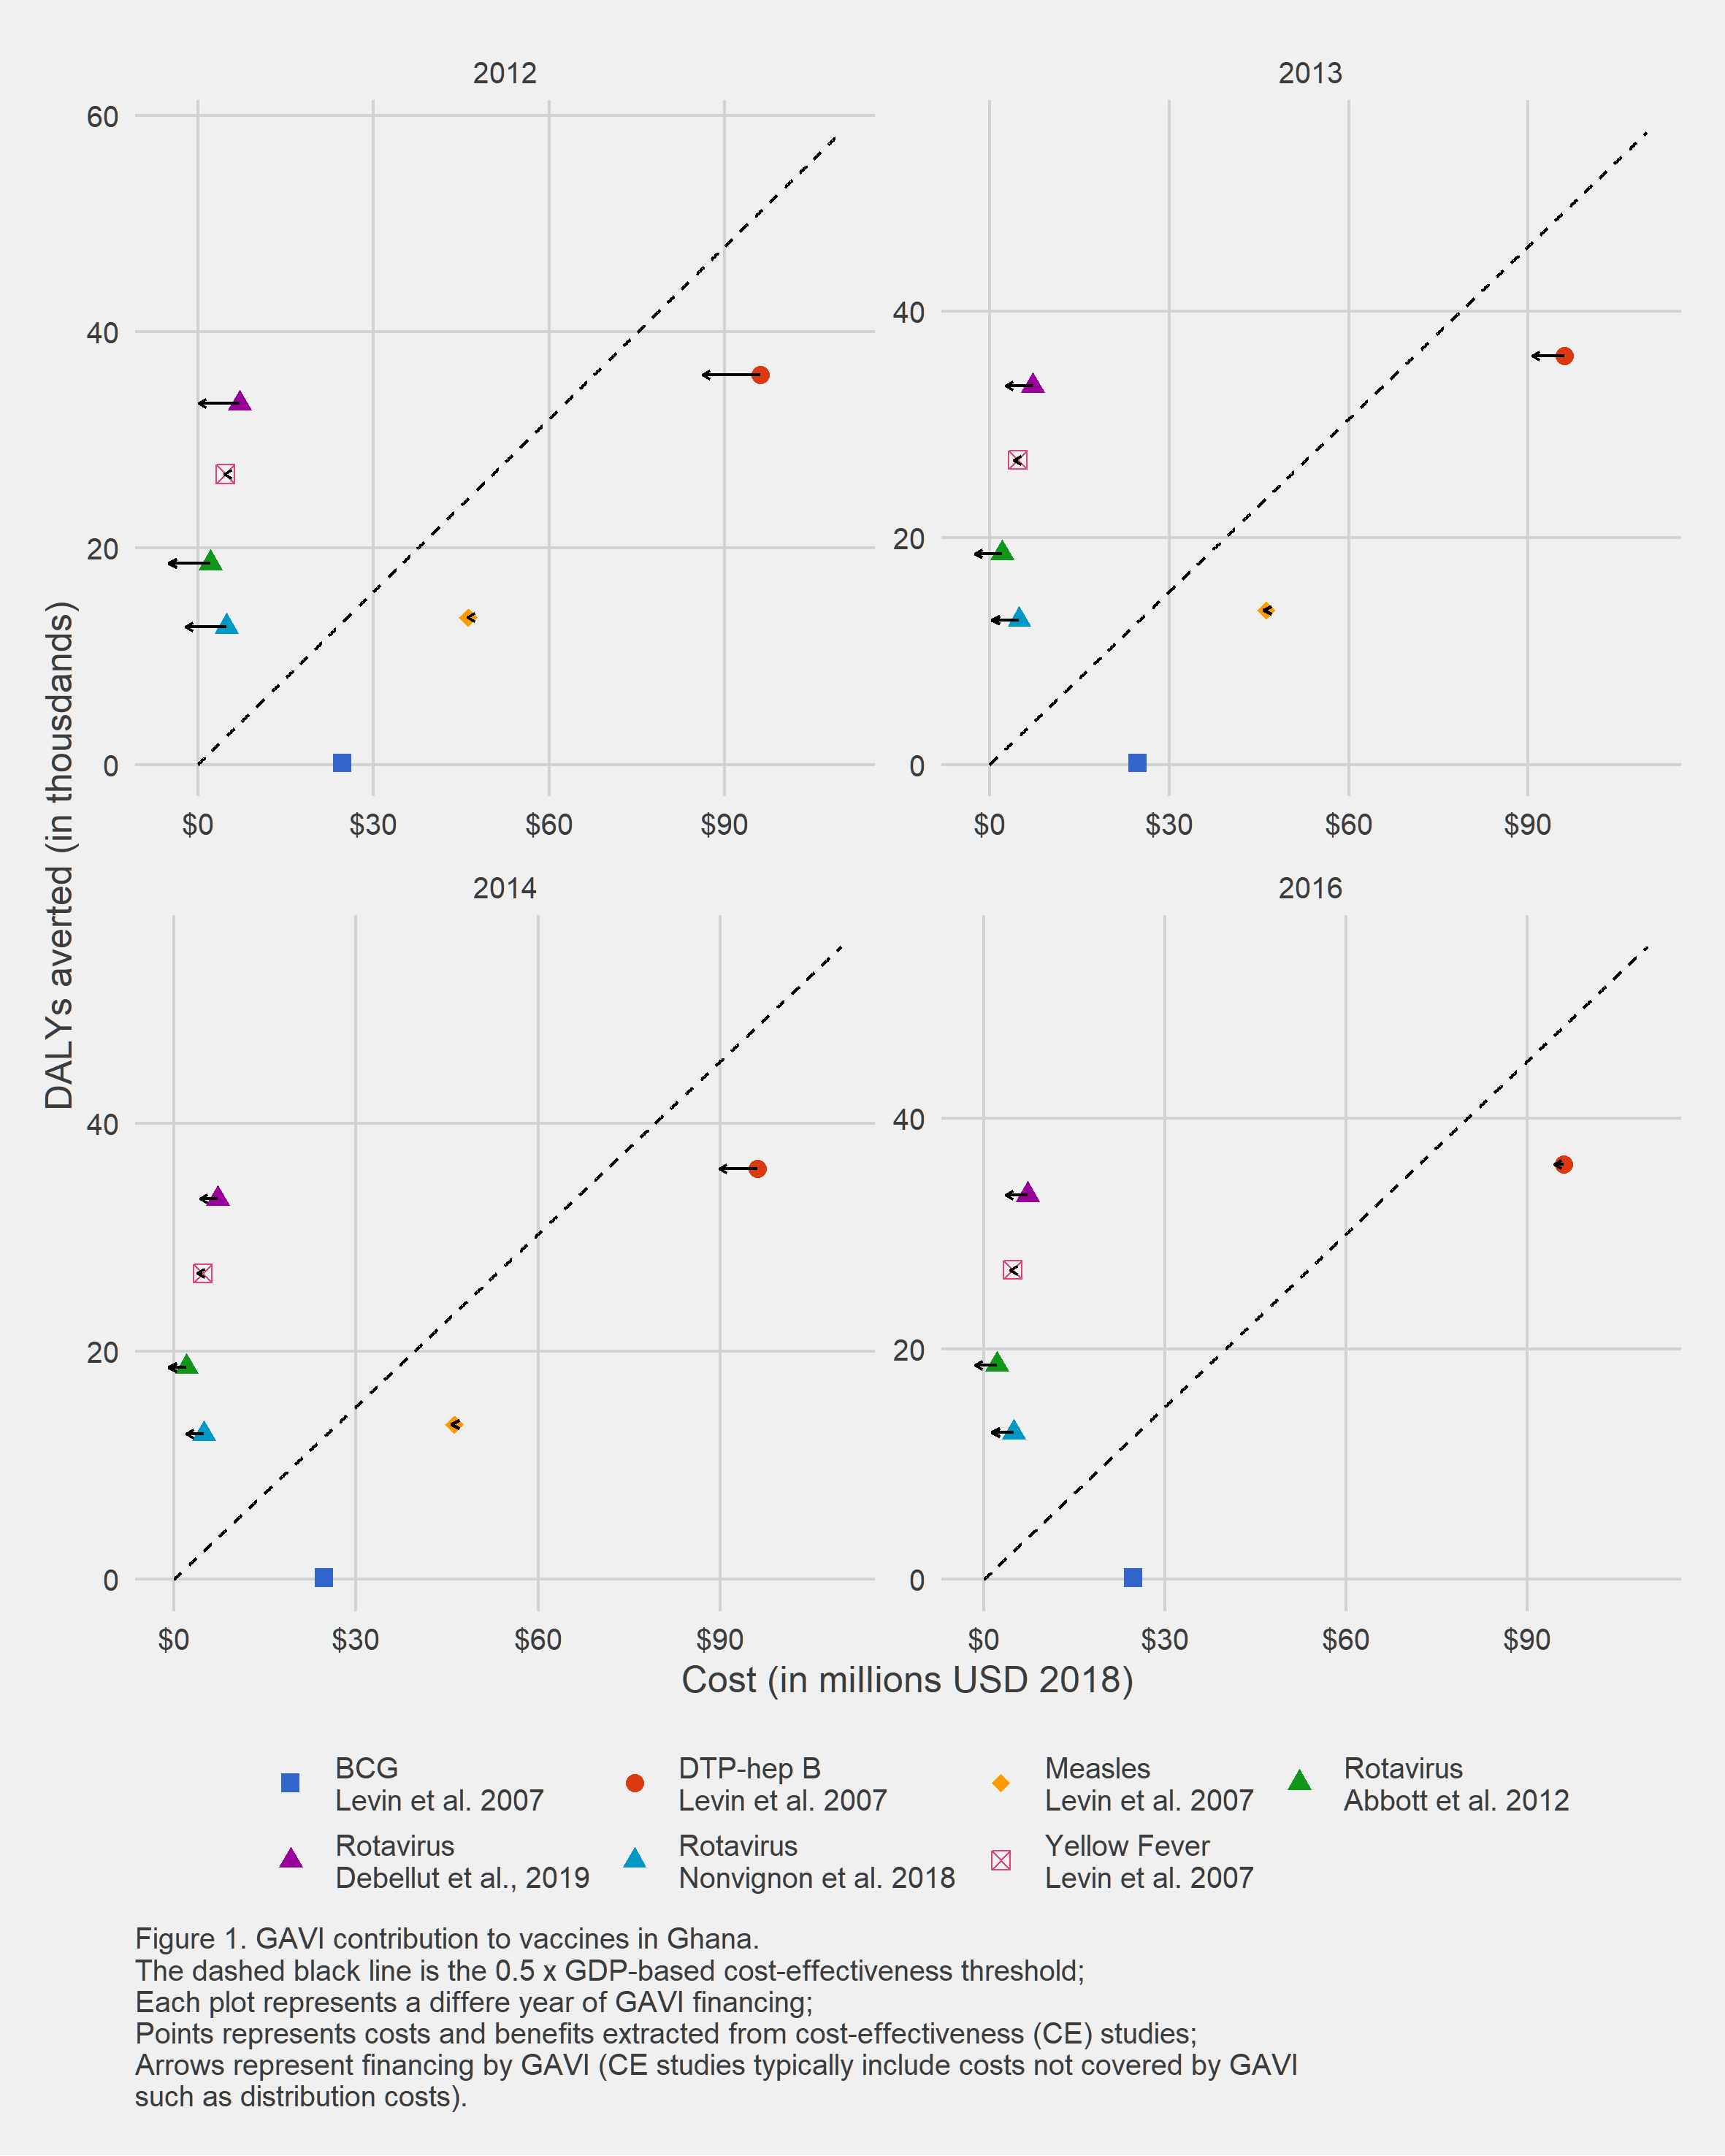 2012
2013
60
40
20
0
$0 $30 $60 $90
40
20
0
$0 $30 $60 $90
DALYs averted (in thousdands)
2014
2016
40
20
0
$0 $30 $60 $90
40
20
0
$0 $30 $60 $90
Cost (in millions USD 2018)
BCG
Levin et al. 2007
DTP-hep B
Levin et al. 2007
Measles
Levin et al. 2007
Rotavirus
Abbott et al. 2012
Rotavirus
Debellut et al., 2019
Rotavirus
Nonvignon et al. 2018
Yellow Fever
Levin et al. 2007
Figure 1. GAVI contribution to vaccines in Ghana.
The dashed black line is the 0.5 x GDP-based cost-effectiveness threshold;
Each plot represents a differe year of GAVI financing;
Points represents costs and benefits extracted from cost-effectiveness (CE) studies;
Arrows represent financing by GAVI (CE studies typically include costs not covered by GAVI
such as distribution costs).